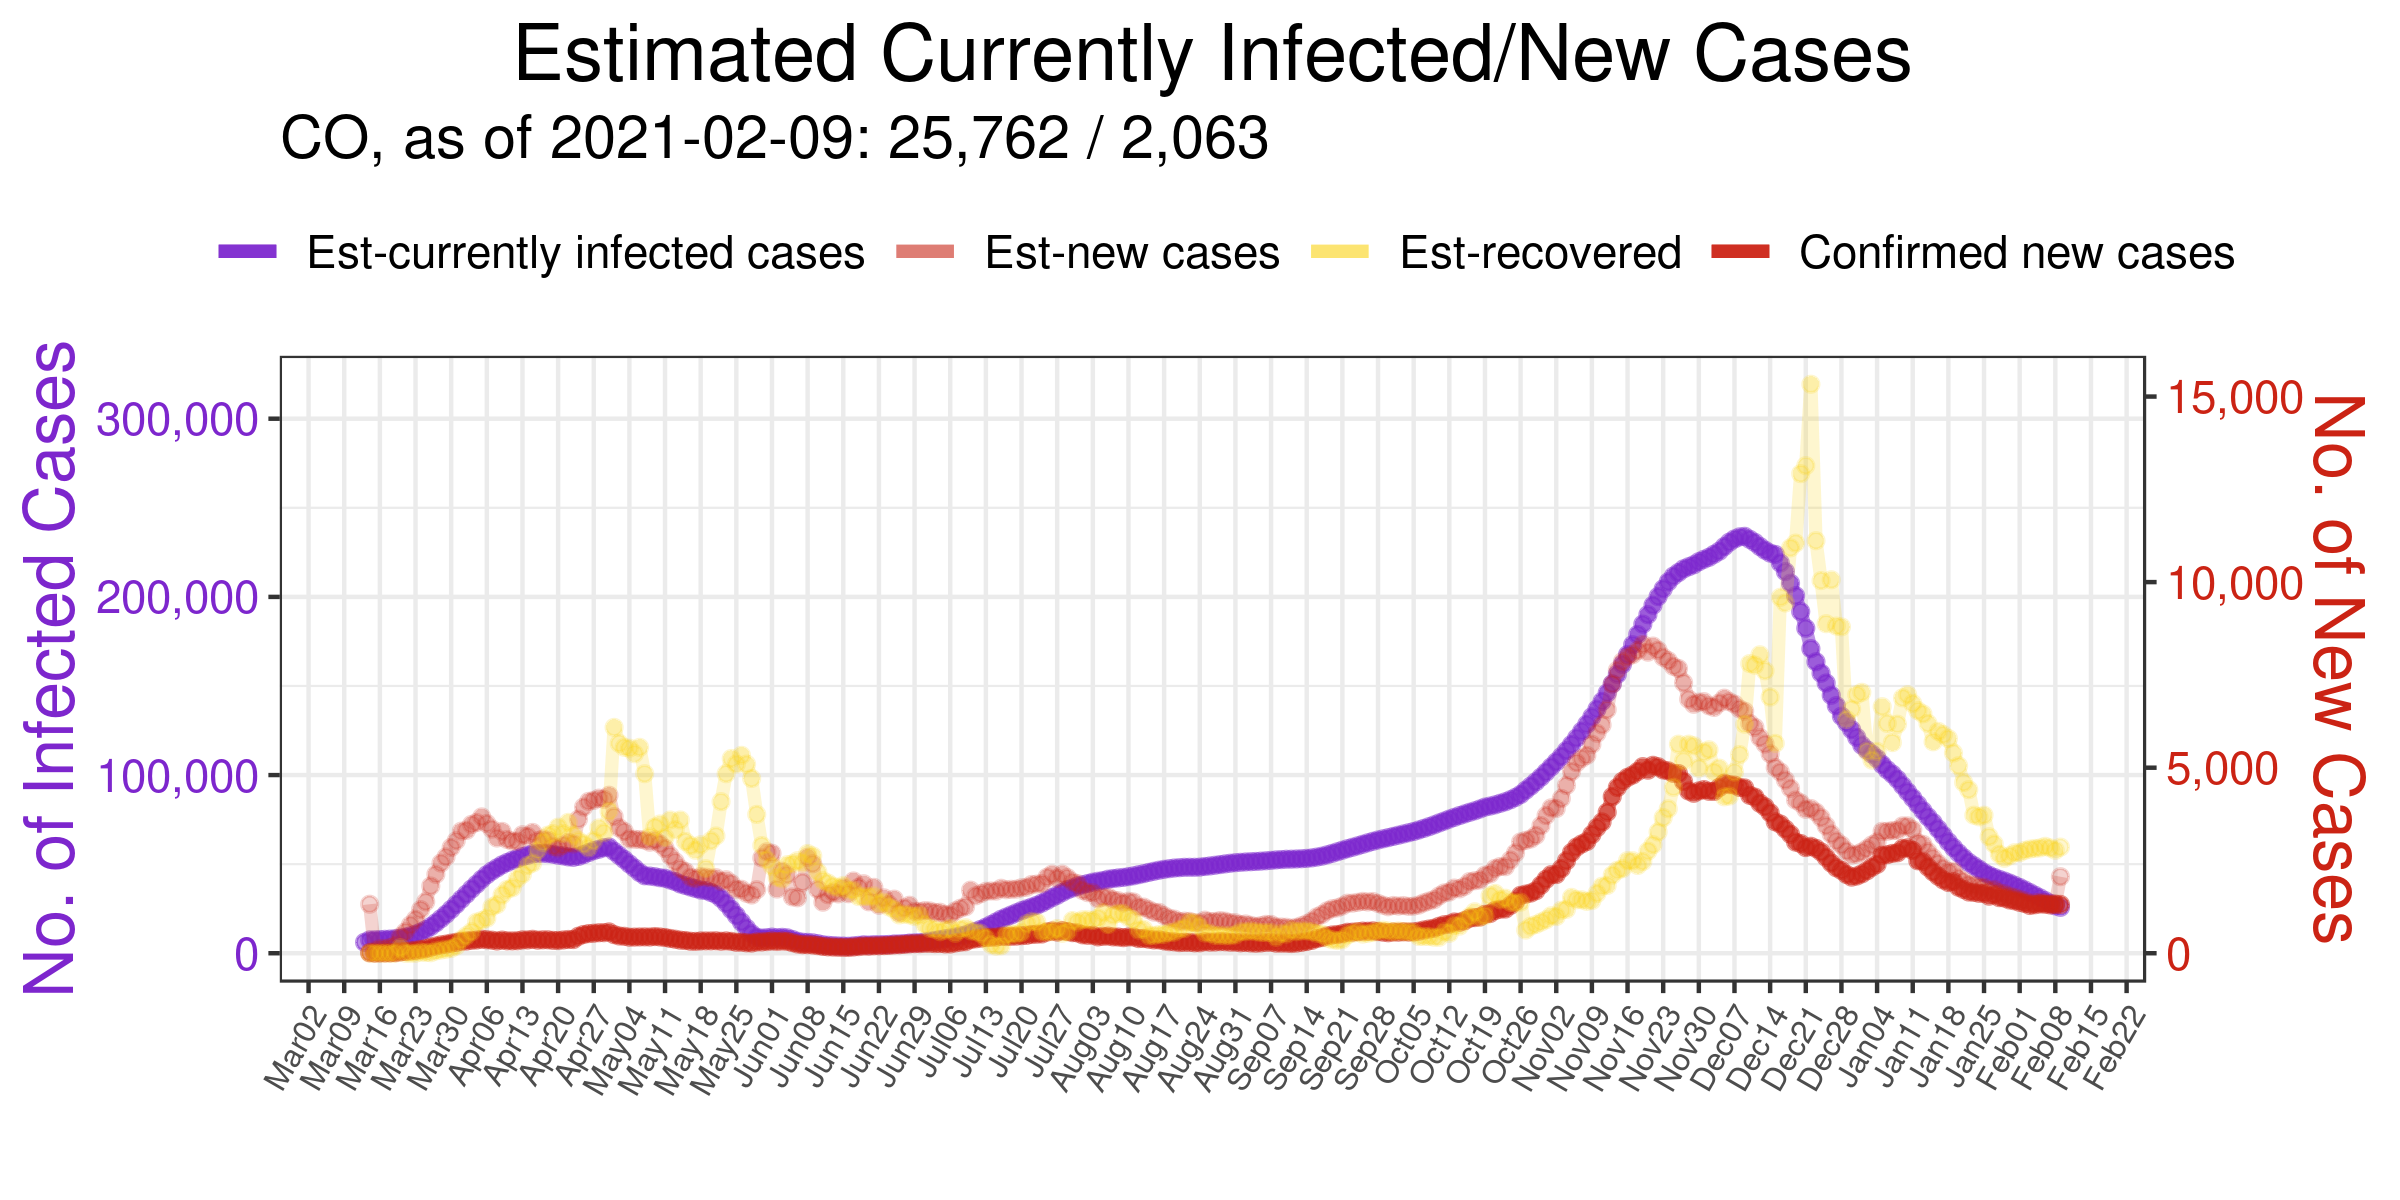 Estimated Currently Infected/New Cases
CO, as of 2021-02-09: 25,762 / 2,063
Est-currently infected cases Est-new cases Est-recovered Confirmed new cases
No. of Infected Cases
300,000
200,000
100,000
0
15,000
10,000
5,000
0
No. of New Cases
Mar02 Mar09 Mar16 Mar23 Mar30 Apr06 Apr13 Apr20 Apr27 May04 May11 May18 May25 Jun01 Jun08 Jun15 Jun22 Jun29 Jul06 Jul13 Jul20 Jul27 Aug03 Aug10 Aug17 Aug24 Aug31 Sep07 Sep14 Sep21 Sep28 Oct05 Oct12 Oct19 Oct26 Nov02 Nov09 Nov16 Nov23 Nov30 Dec07 Dec14 Dec21 Dec28 Jan04 Jan11 Jan18 Jan25 Feb01 Feb08 Feb15 Feb22